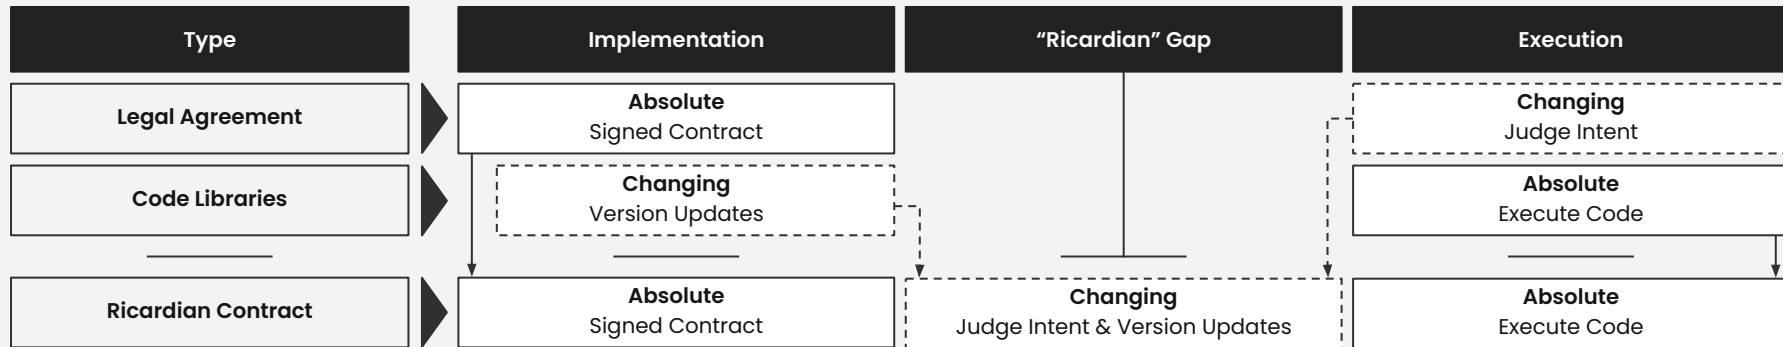 Type
Implementation
“Ricardian” Gap
Execution
Legal Agreement
Absolute
Signed Contract
Changing
Judge Intent
Code Libraries
Changing
Version Updates
Absolute
Execute Code
Ricardian Contract
Absolute
Signed Contract
Changing
Judge Intent & Version Updates
Absolute
Execute Code